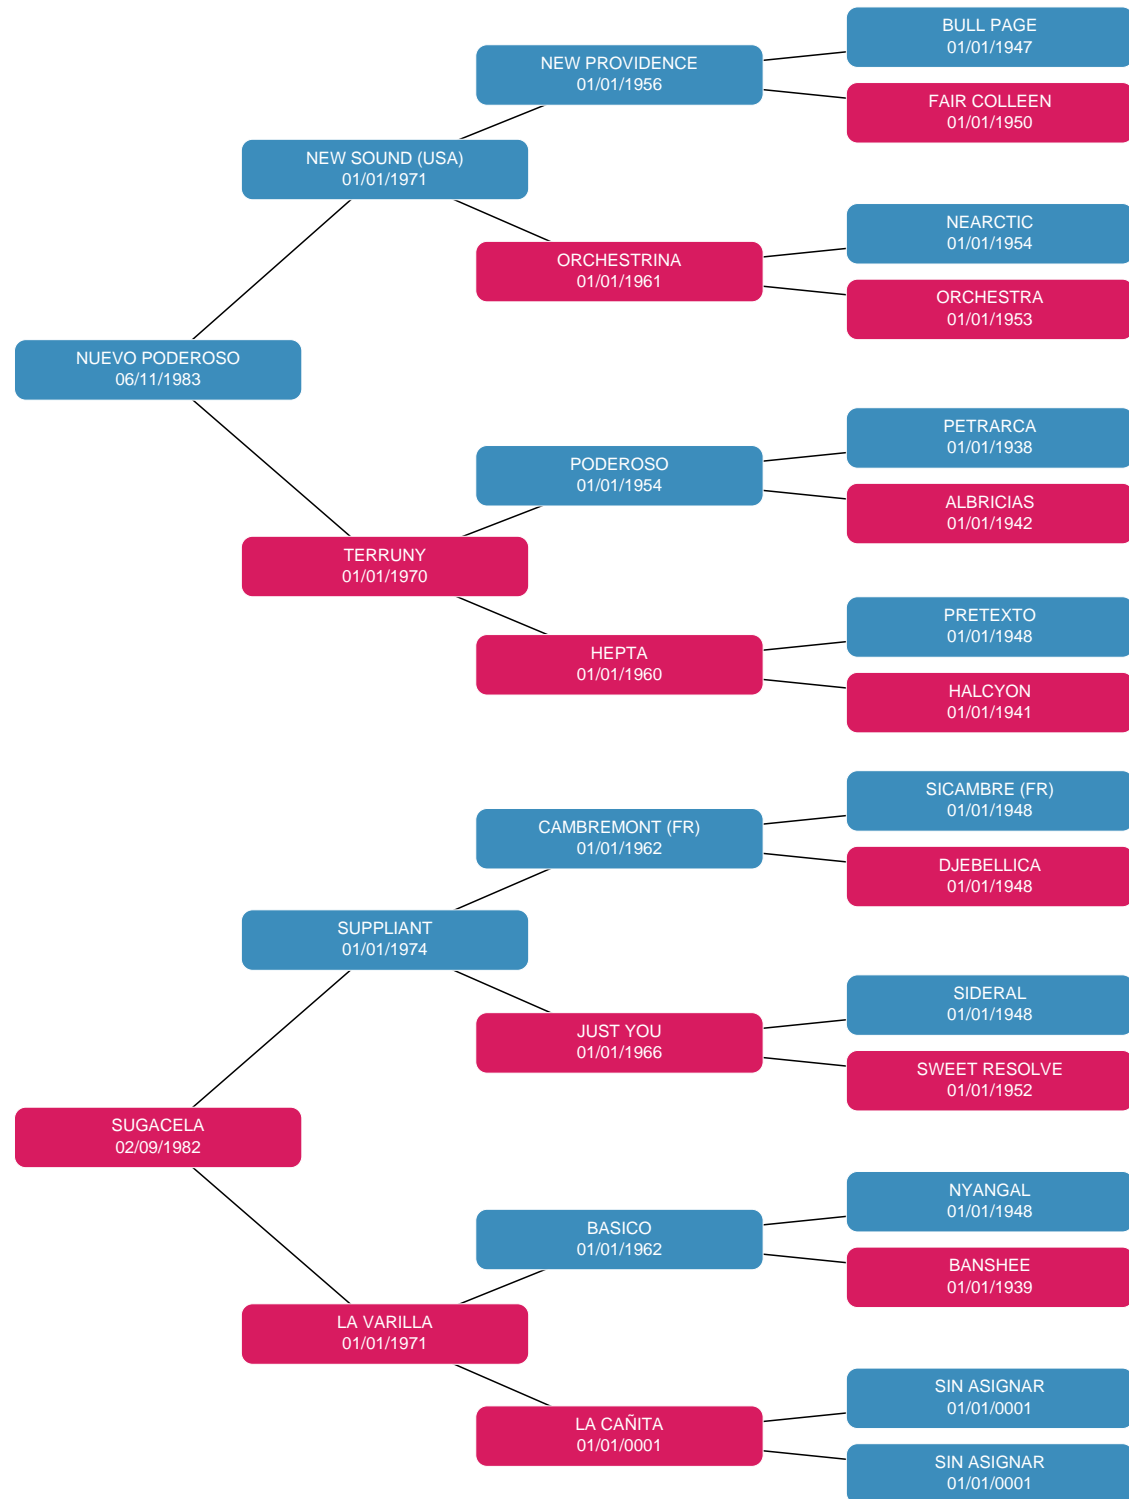 BULL PAGE
01/01/1947
NEW PROVIDENCE
01/01/1956
FAIR COLLEEN
01/01/1950
NEW SOUND (USA)
01/01/1971
NEARCTIC
01/01/1954
ORCHESTRINA
01/01/1961
ORCHESTRA
01/01/1953
NUEVO PODEROSO
06/11/1983
PETRARCA
01/01/1938
PODEROSO
01/01/1954
ALBRICIAS
01/01/1942
TERRUNY
01/01/1970
PRETEXTO
01/01/1948
HEPTA
01/01/1960
HALCYON
01/01/1941
SICAMBRE (FR)
01/01/1948
CAMBREMONT (FR)
01/01/1962
DJEBELLICA
01/01/1948
SUPPLIANT
01/01/1974
SIDERAL
01/01/1948
JUST YOU
01/01/1966
SWEET RESOLVE
01/01/1952
SUGACELA
02/09/1982
NYANGAL
01/01/1948
BASICO
01/01/1962
BANSHEE
01/01/1939
LA VARILLA
01/01/1971
SIN ASIGNAR
01/01/0001
LA CAÑITA
01/01/0001
SIN ASIGNAR
01/01/0001